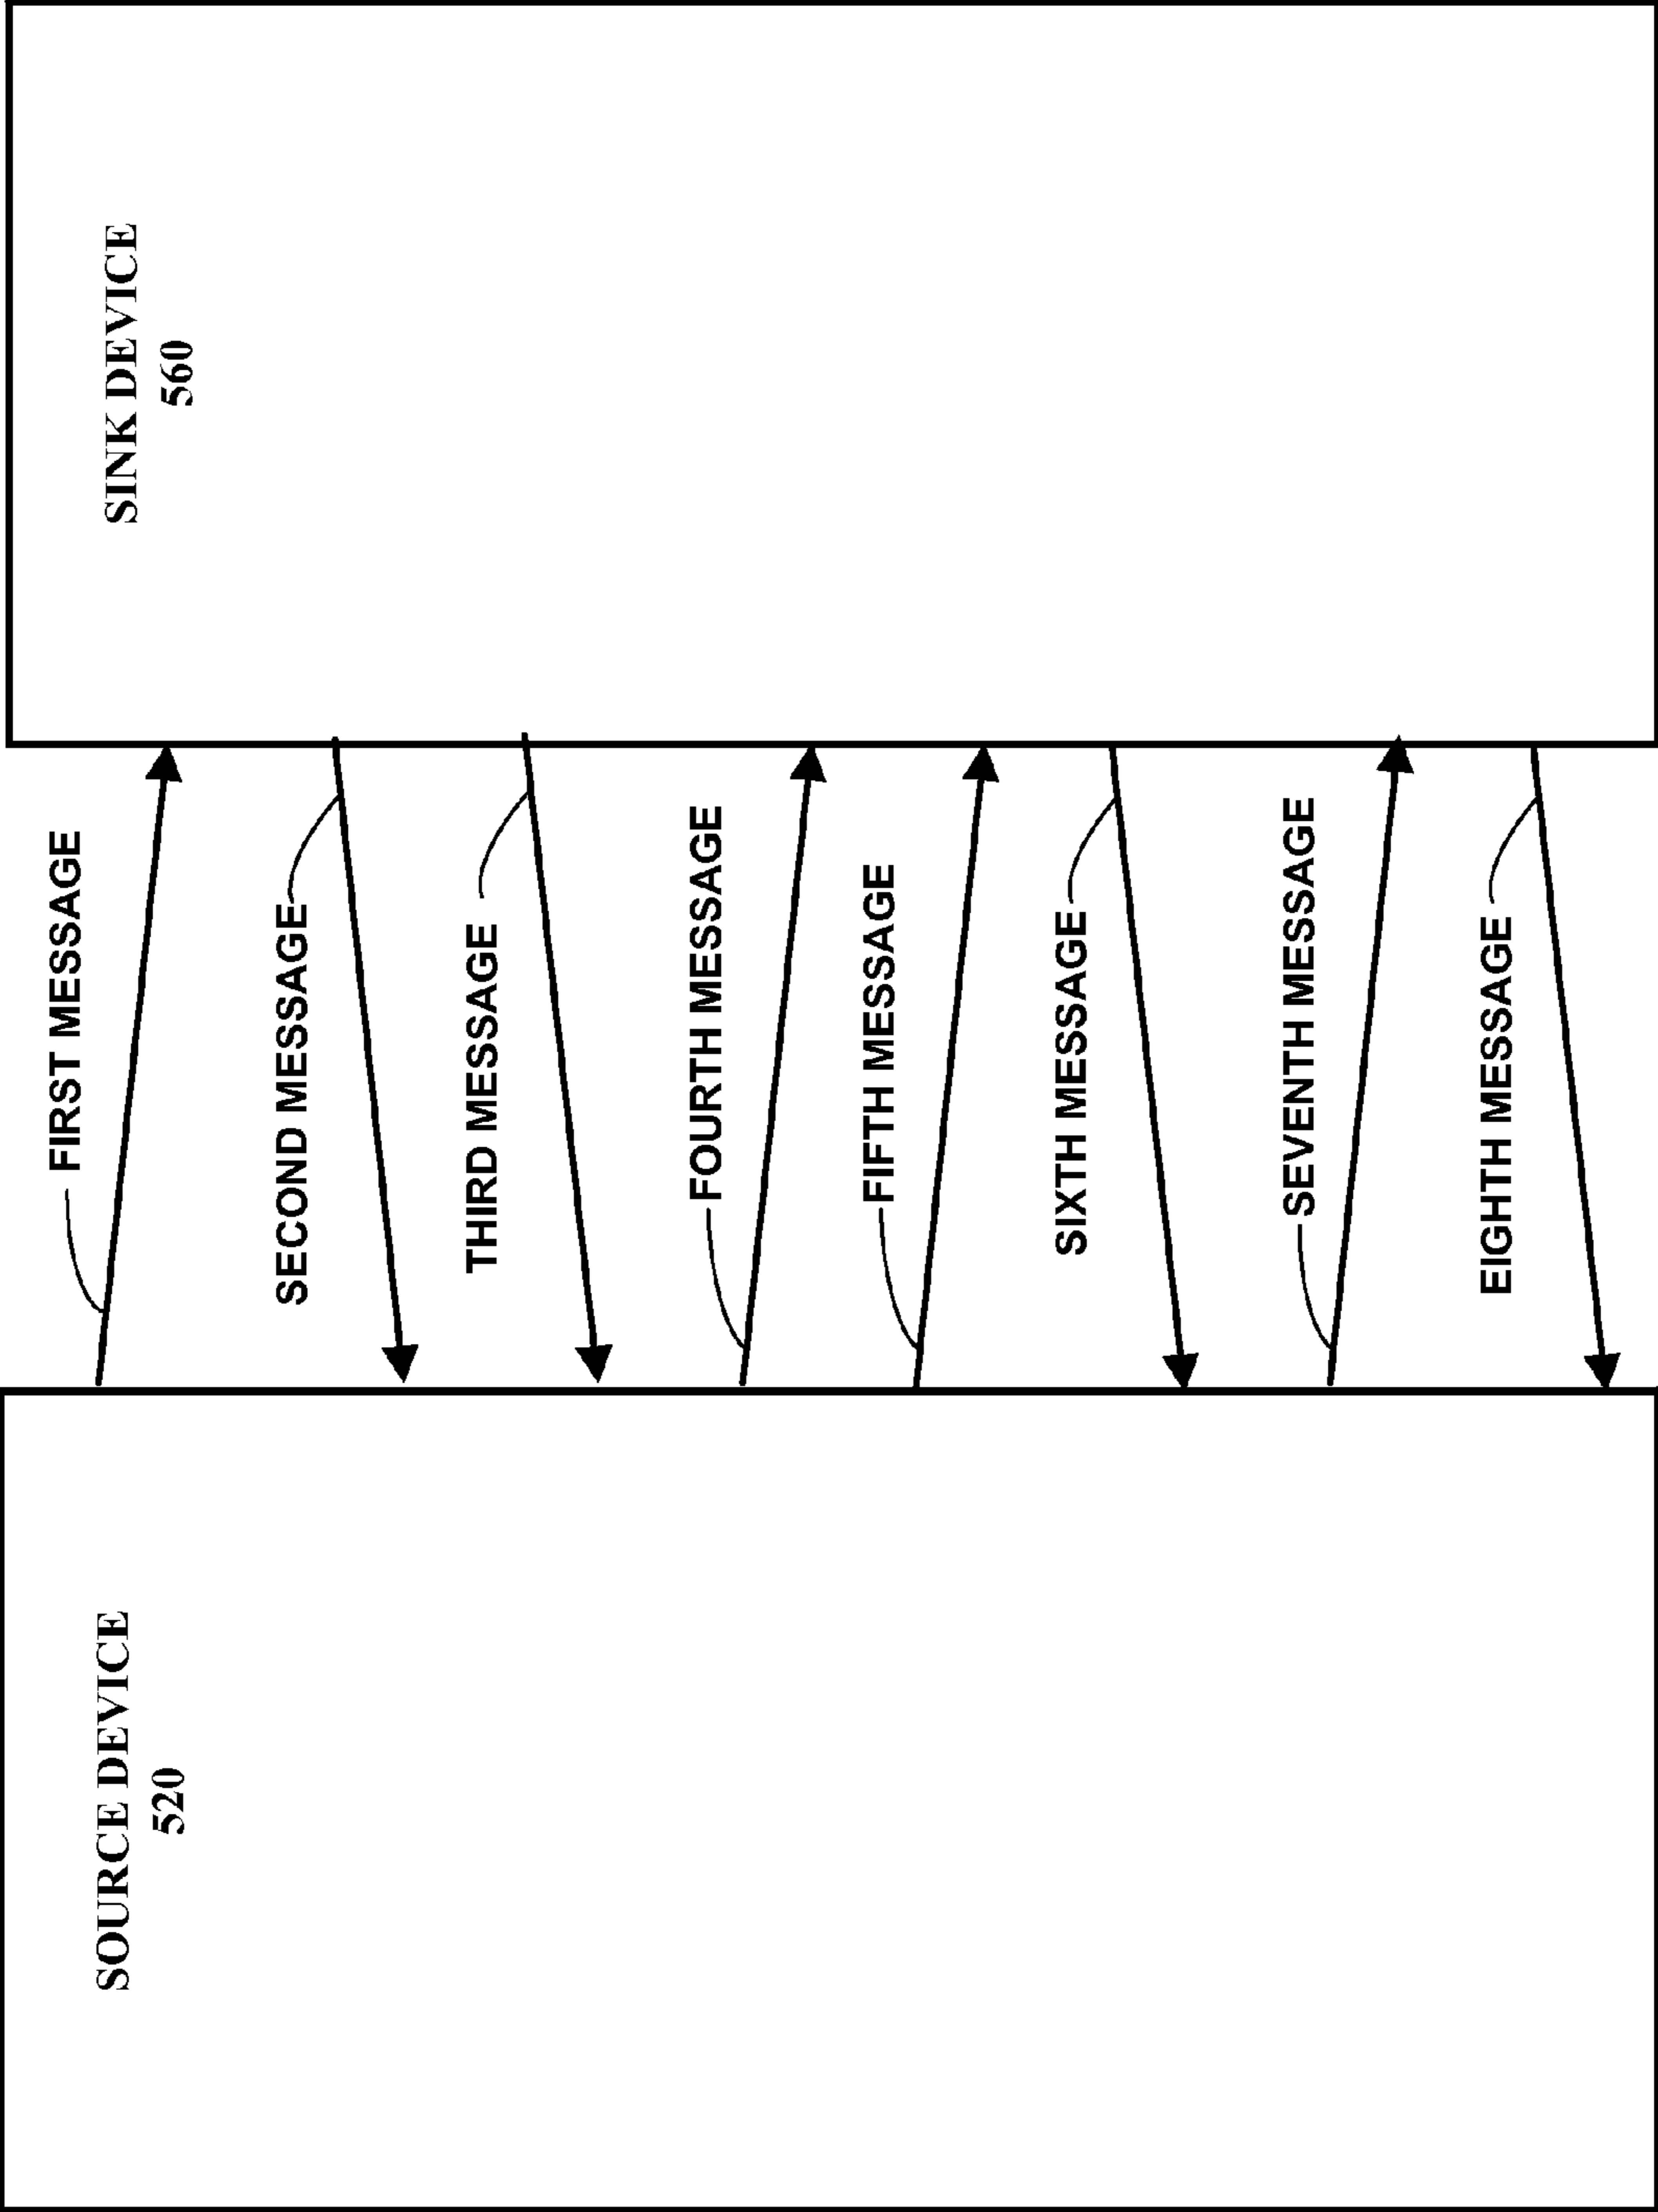 SOURCE DEVICE
520
SINK DEVICE
560
FIRST MESSAGE
SECOND MESSAGE
THIRD MESSAGE
FOURTH MESSAGE
FIFTH MESSAGE
SIXTH MESSAGE
SEVENTH MESSAGE
EIGHTH MESSAGE